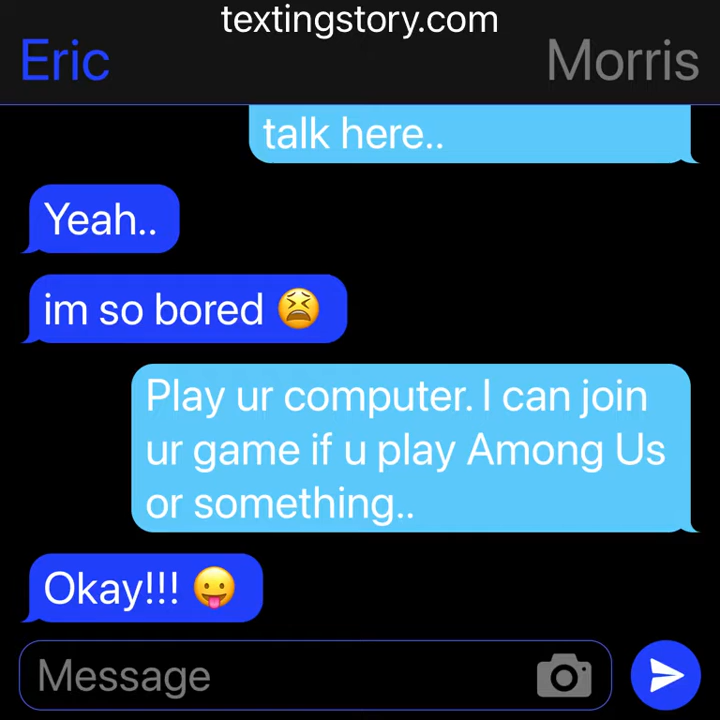 textingstory.com
Eric
Morris
talk here..
Yeah..
im so bored 😫
Play ur computer. I can join
ur game if u play Among Us
or something..
Okay!!! 😛
Message